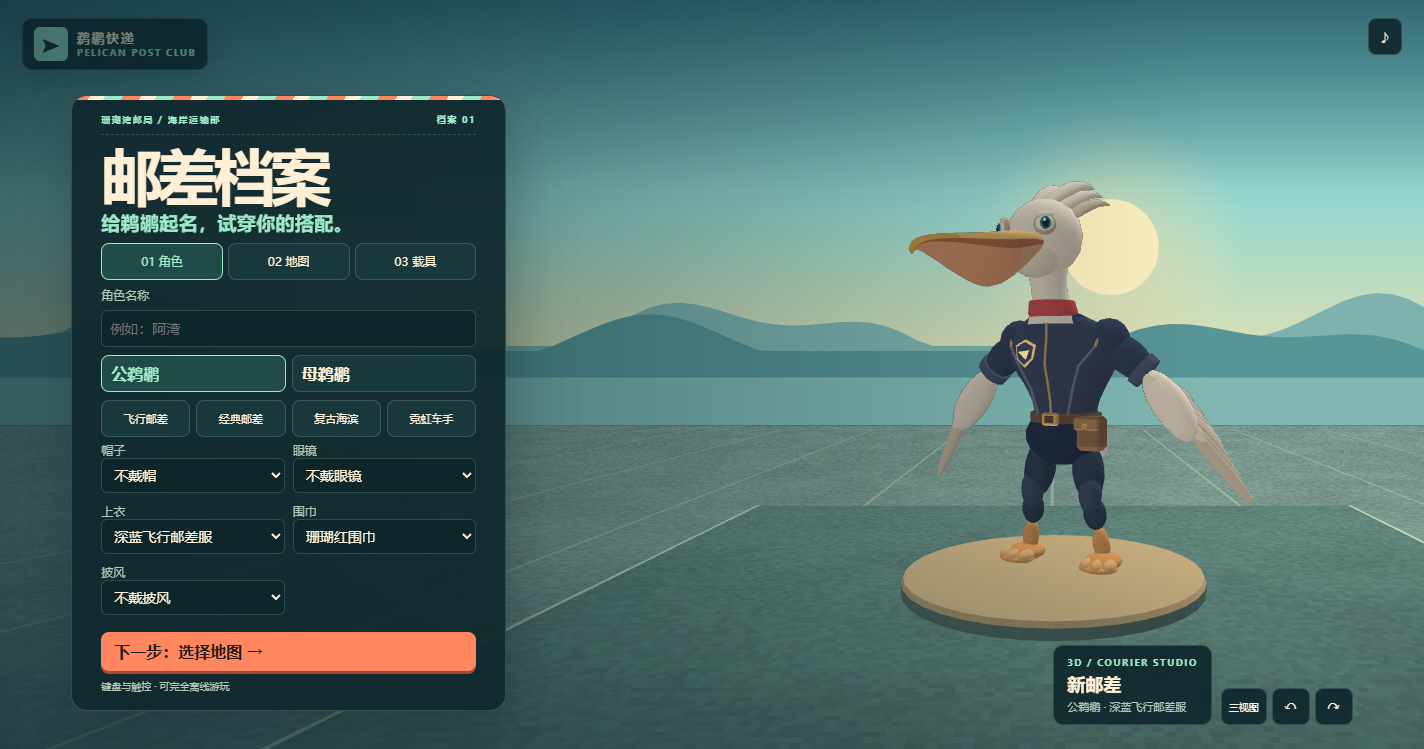 鹈鹕快递
PELICAN POST CLUB
♪
珊瑚湾邮局 / 海岸运输部
档案 01
邮差档案
给鹈鹕起名，试穿你的搭配。
01 角色
02 地图
03 载具
角色名称
例如：阿湾
公鹈鹕
母鹈鹕
飞行邮差
经典邮差
复古海滨
霓虹车手
帽子
眼镜
不戴帽
不戴眼镜
上衣
围巾
深蓝飞行邮差服
珊瑚红围巾
披风
不戴披风
下一步：选择地图 →
键盘与触控 · 可完全离线游玩
3D / COURIER STUDIO
新邮差
公鹈鹕 · 深蓝飞行邮差服
三视图